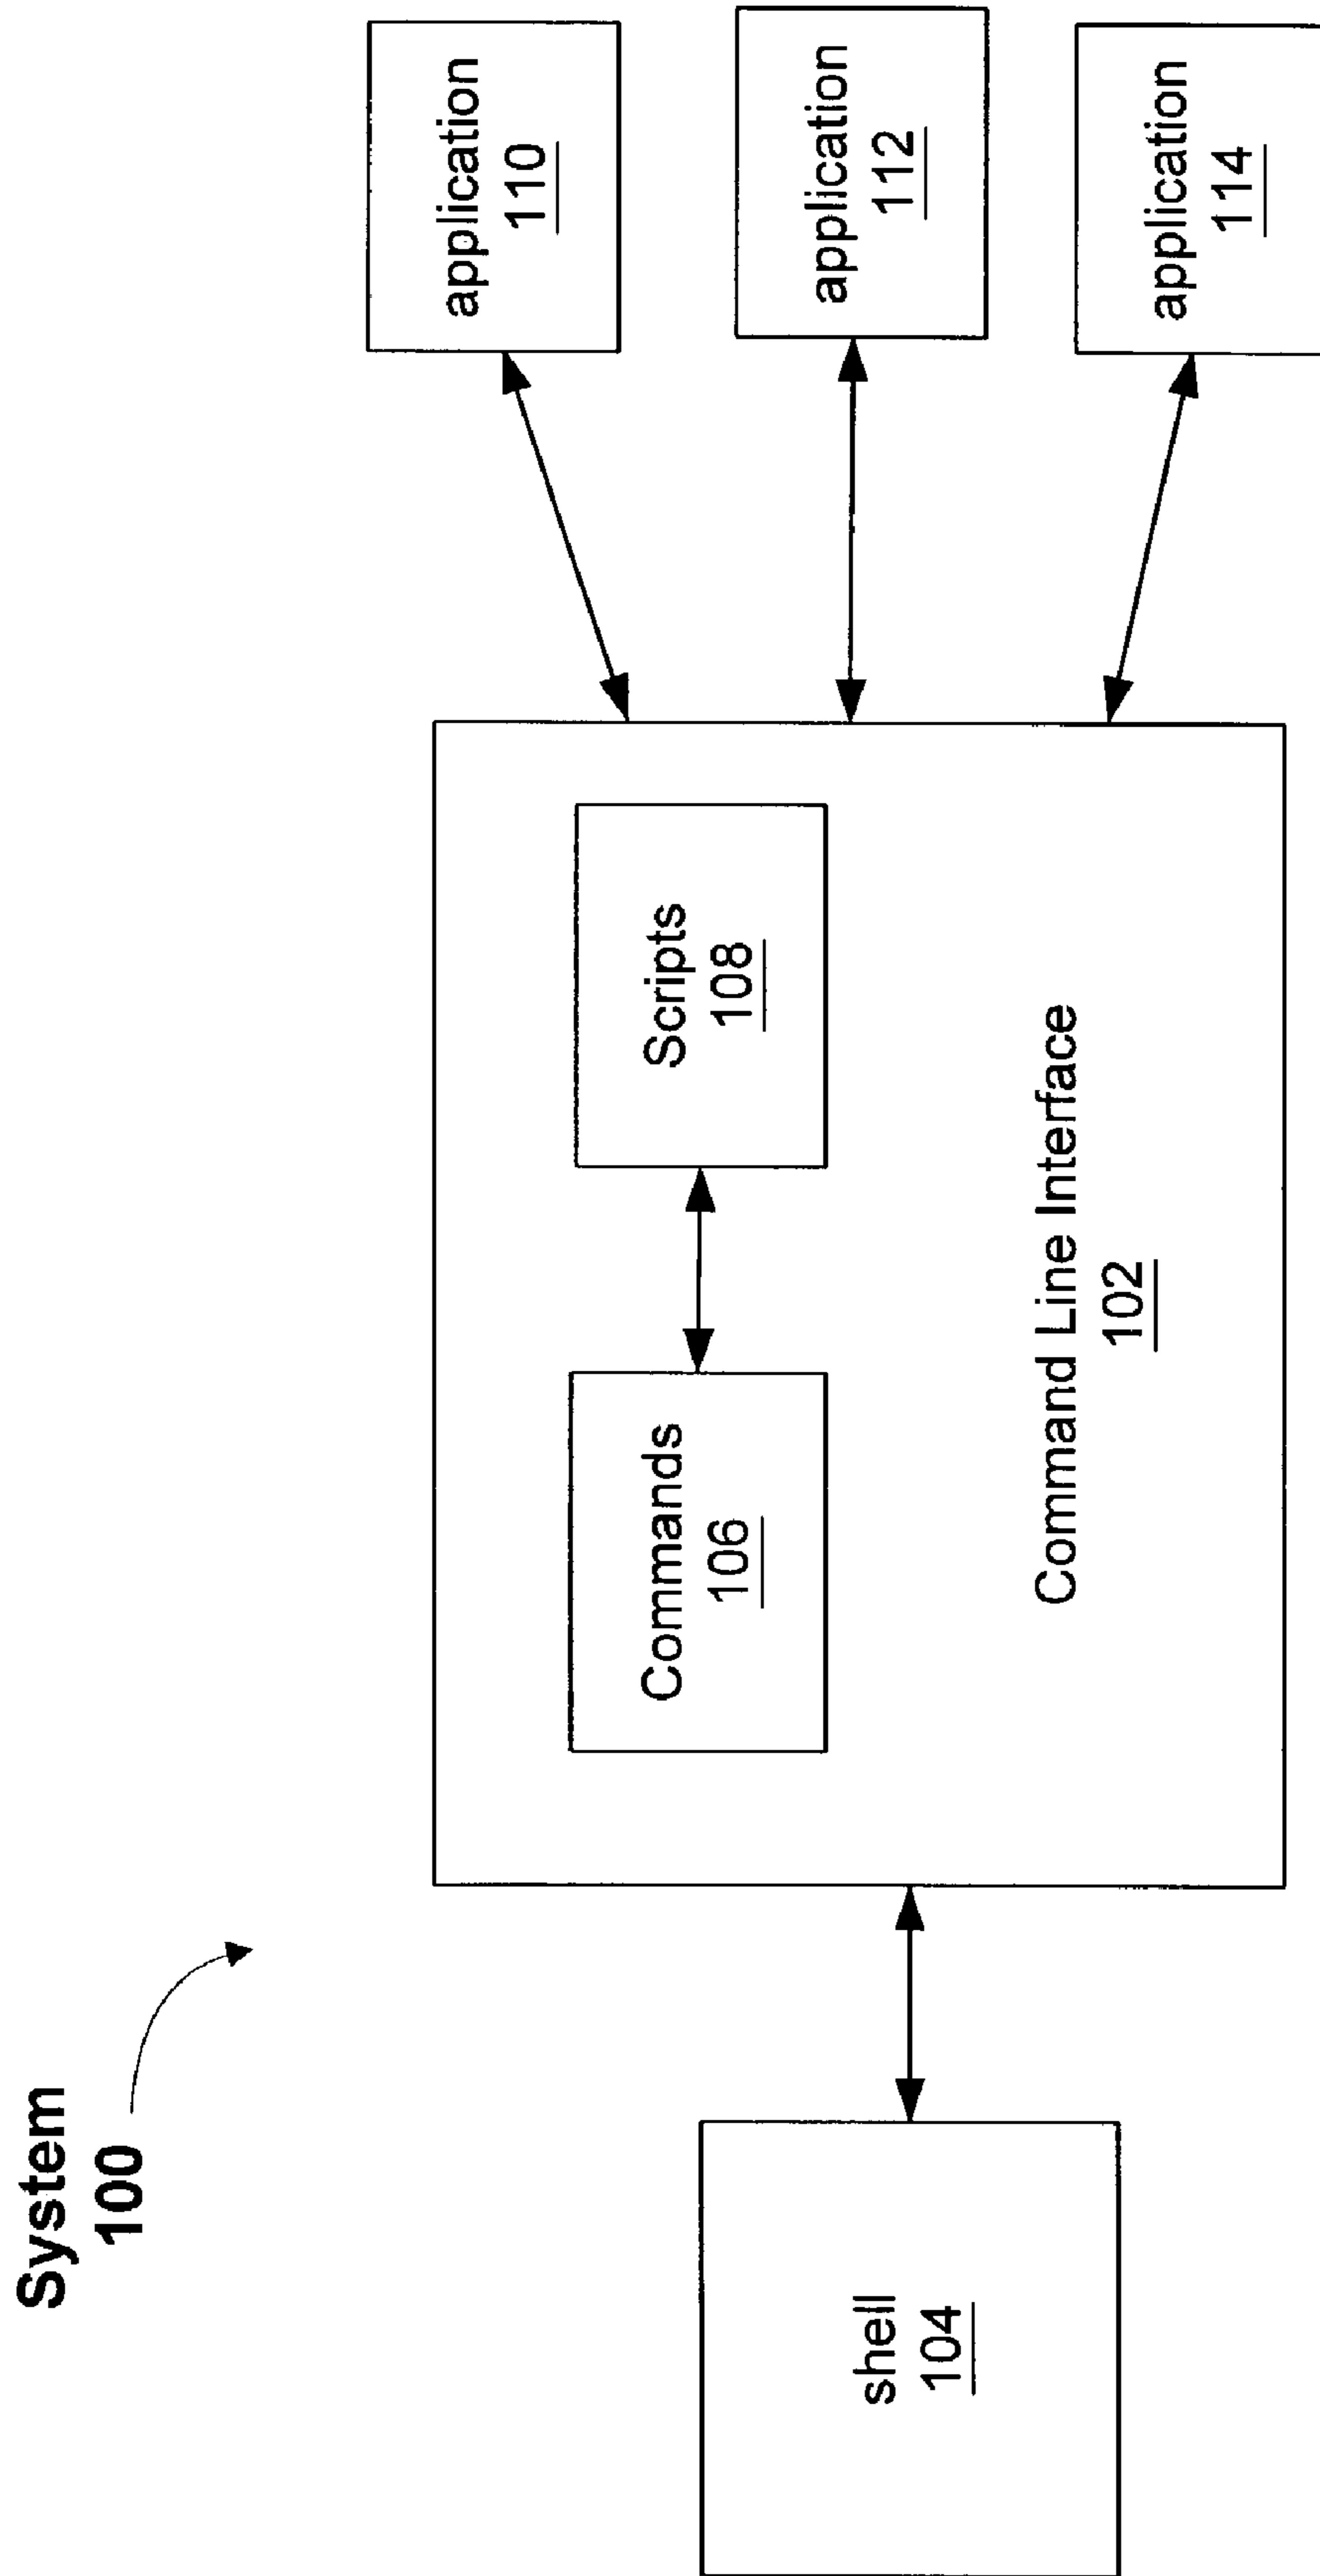 System
100
shell
104
Commands
106
Scripts
108
Command Line Interface
102
application
110
application
112
application
114